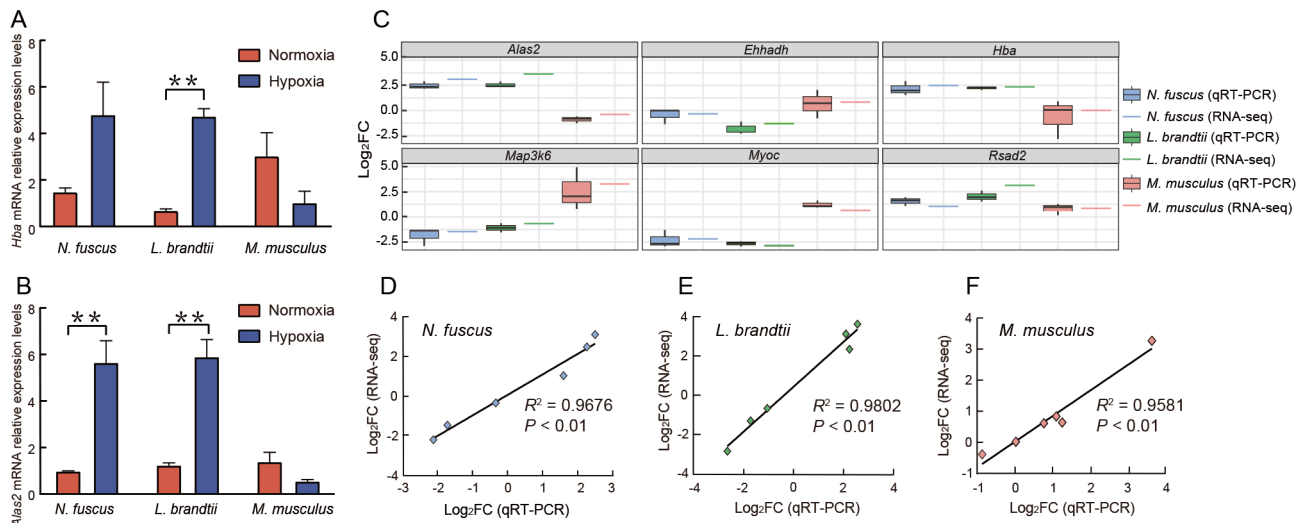 A
Hba mRNA relative expression levels
8
6
4
2
0
Normoxia
Hypoxia
**
N. fuscus
L. brandtii
M. musculus
B
Alas2 mRNA relative expression levels
8
6
4
2
0
Normoxia
Hypoxia
**
**
N. fuscus
L. brandtii
M. musculus
C
Log₂FC
Alas2
Ehhadh
Hba
5.0
2.5
0.0
-2.5
Map3k6
Myoc
Rsad2
5.0
2.5
0.0
-2.5
N. fuscus (qRT-PCR)
N. fuscus (RNA-seq)
L. brandtii (qRT-PCR)
L. brandtii (RNA-seq)
M. musculus (qRT-PCR)
M. musculus (RNA-seq)
D
N. fuscus
Log₂FC (RNA-seq)
4
2
0
-2
-4
R² = 0.9676
P < 0.01
-3 -2 -1 0 1 2 3
Log₂FC (qRT-PCR)
E
L. brandtii
Log₂FC (RNA-seq)
4
2
0
-2
-4
R² = 0.9802
P < 0.01
-4 -2 0 2 4
Log₂FC (qRT-PCR)
F
M. musculus
Log₂FC (RNA-seq)
4
3
2
1
0
-1
R² = 0.9581
P < 0.01
-1 0 1 2 3 4
Log₂FC (qRT-PCR)